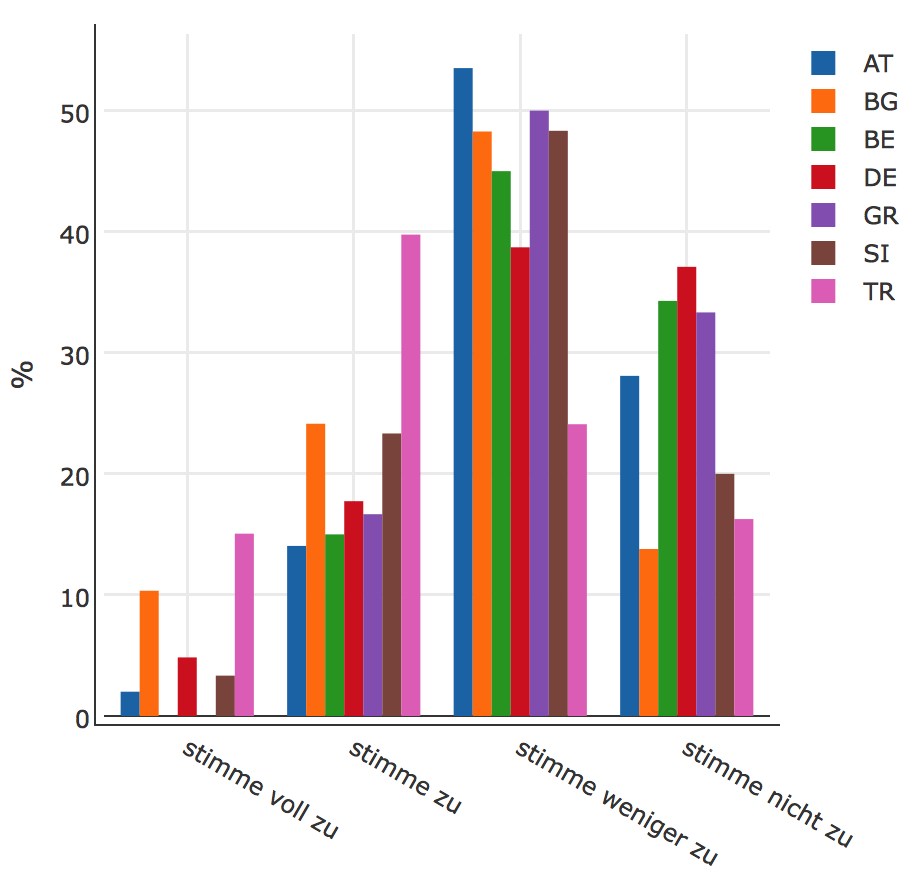 AT
BG
BE
DE
GR
SI
TR
%
50
40
30
20
10
0
stimme voll zu
stimme zu
stimme weniger zu
stimme nicht zu